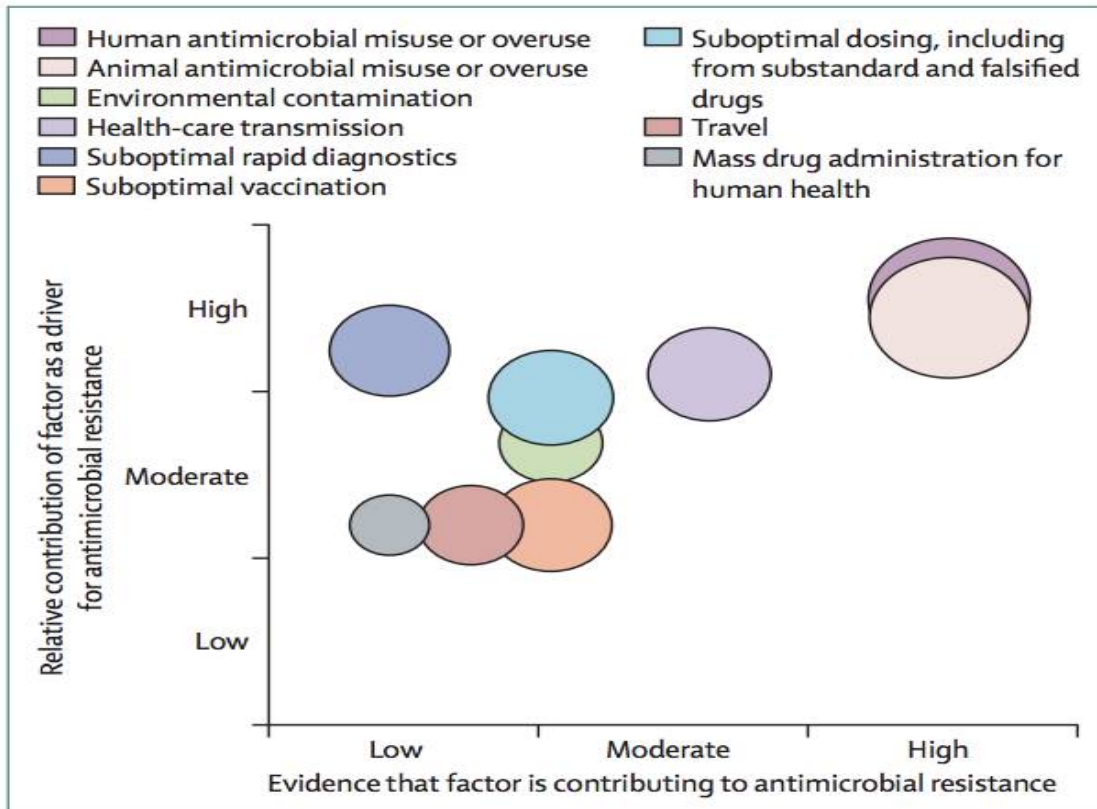 Human antimicrobial misuse or overuse
Animal antimicrobial misuse or overuse
Environmental contamination
Health-care transmission
Suboptimal rapid diagnostics
Suboptimal vaccination
Suboptimal dosing, including
from substandard and falsified
drugs
Travel
Mass drug administration for
human health
Relative contribution of factor as a driver
for antimicrobial resistance
High
Moderate
Low
Low
Moderate
High
Evidence that factor is contributing to antimicrobial resistance